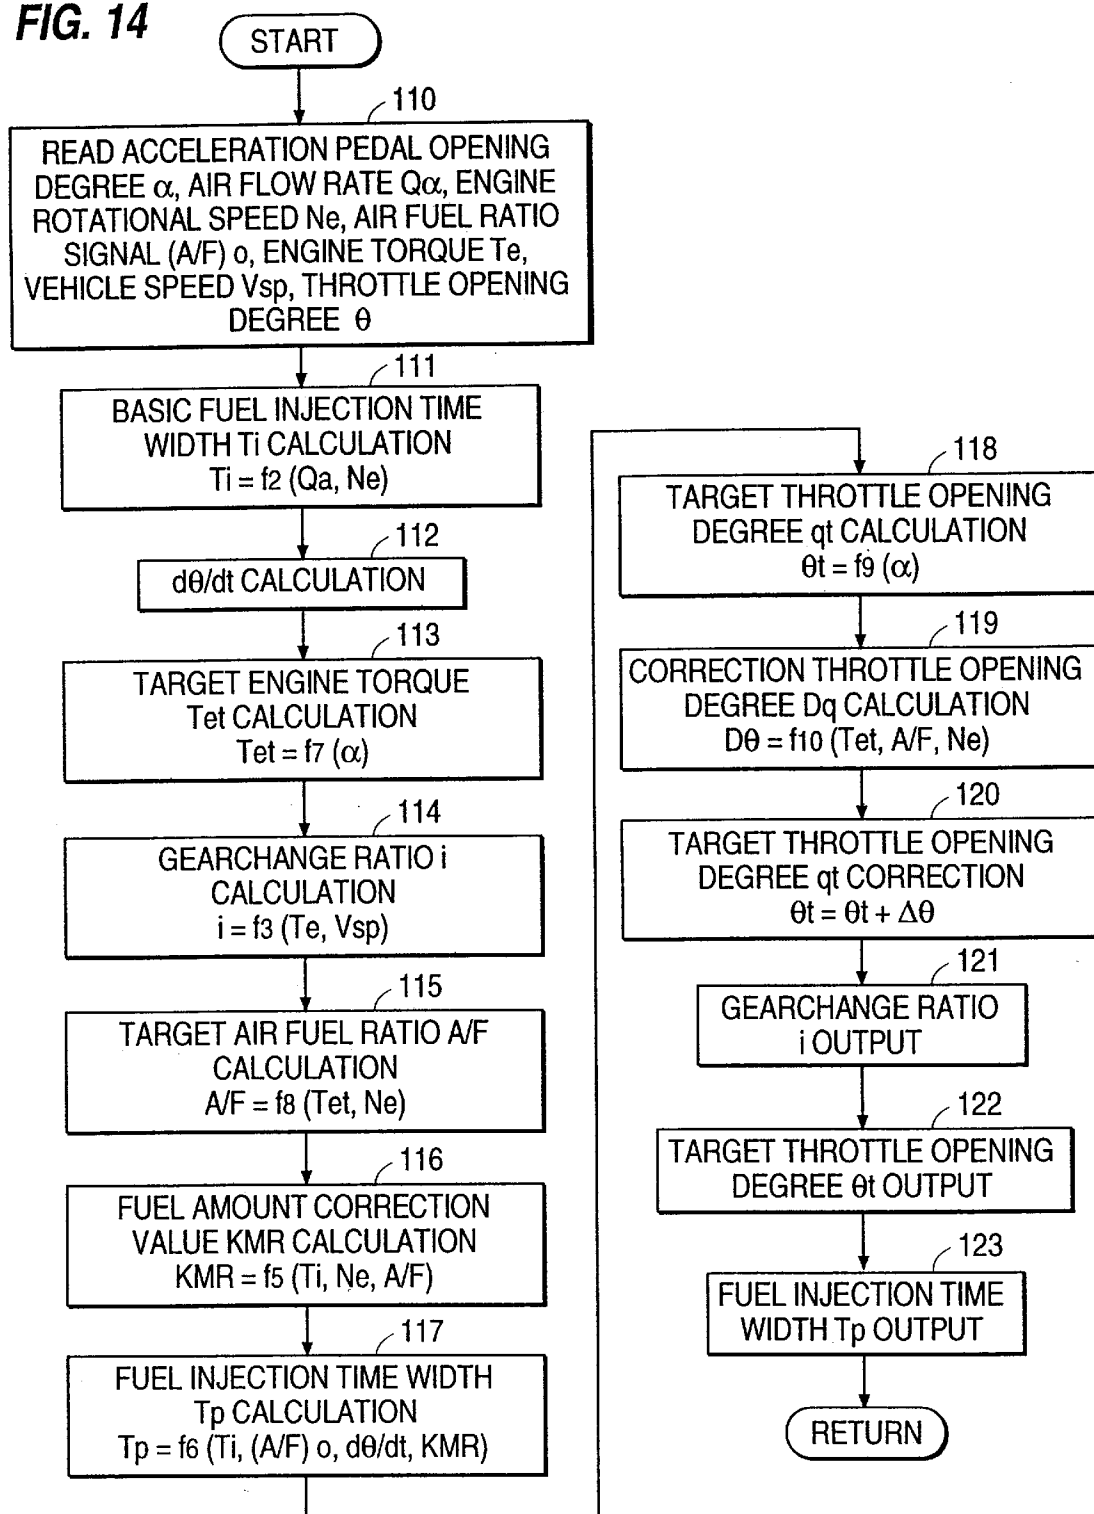 FIG. 14
START
110
READ ACCELERATION PEDAL OPENING
DEGREE α, AIR FLOW RATE Qα, ENGINE
ROTATIONAL SPEED Ne, AIR FUEL RATIO
SIGNAL (A/F) o, ENGINE TORQUE Te,
VEHICLE SPEED Vsp, THROTTLE OPENING
DEGREE θ
111
BASIC FUEL INJECTION TIME
WIDTH Ti CALCULATION
Ti = f2 (Qa, Ne)
112
dθ/dt CALCULATION
113
TARGET ENGINE TORQUE
Tet CALCULATION
Tet = f7 (α)
114
GEARCHANGE RATIO i
CALCULATION
i = f3 (Te, Vsp)
115
TARGET AIR FUEL RATIO A/F
CALCULATION
A/F = f8 (Tet, Ne)
116
FUEL AMOUNT CORRECTION
VALUE KMR CALCULATION
KMR = f5 (Ti, Ne, A/F)
117
FUEL INJECTION TIME WIDTH
Tp CALCULATION
Tp = f6 (Ti, (A/F) o, dθ/dt, KMR)
118
TARGET THROTTLE OPENING
DEGREE qt CALCULATION
θt = f9 (α)
119
CORRECTION THROTTLE OPENING
DEGREE Dq CALCULATION
Dθ = f10 (Tet, A/F, Ne)
120
TARGET THROTTLE OPENING
DEGREE qt CORRECTION
θt = θt + Δθ
121
GEARCHANGE RATIO
i OUTPUT
122
TARGET THROTTLE OPENING
DEGREE θt OUTPUT
123
FUEL INJECTION TIME
WIDTH Tp OUTPUT
RETURN